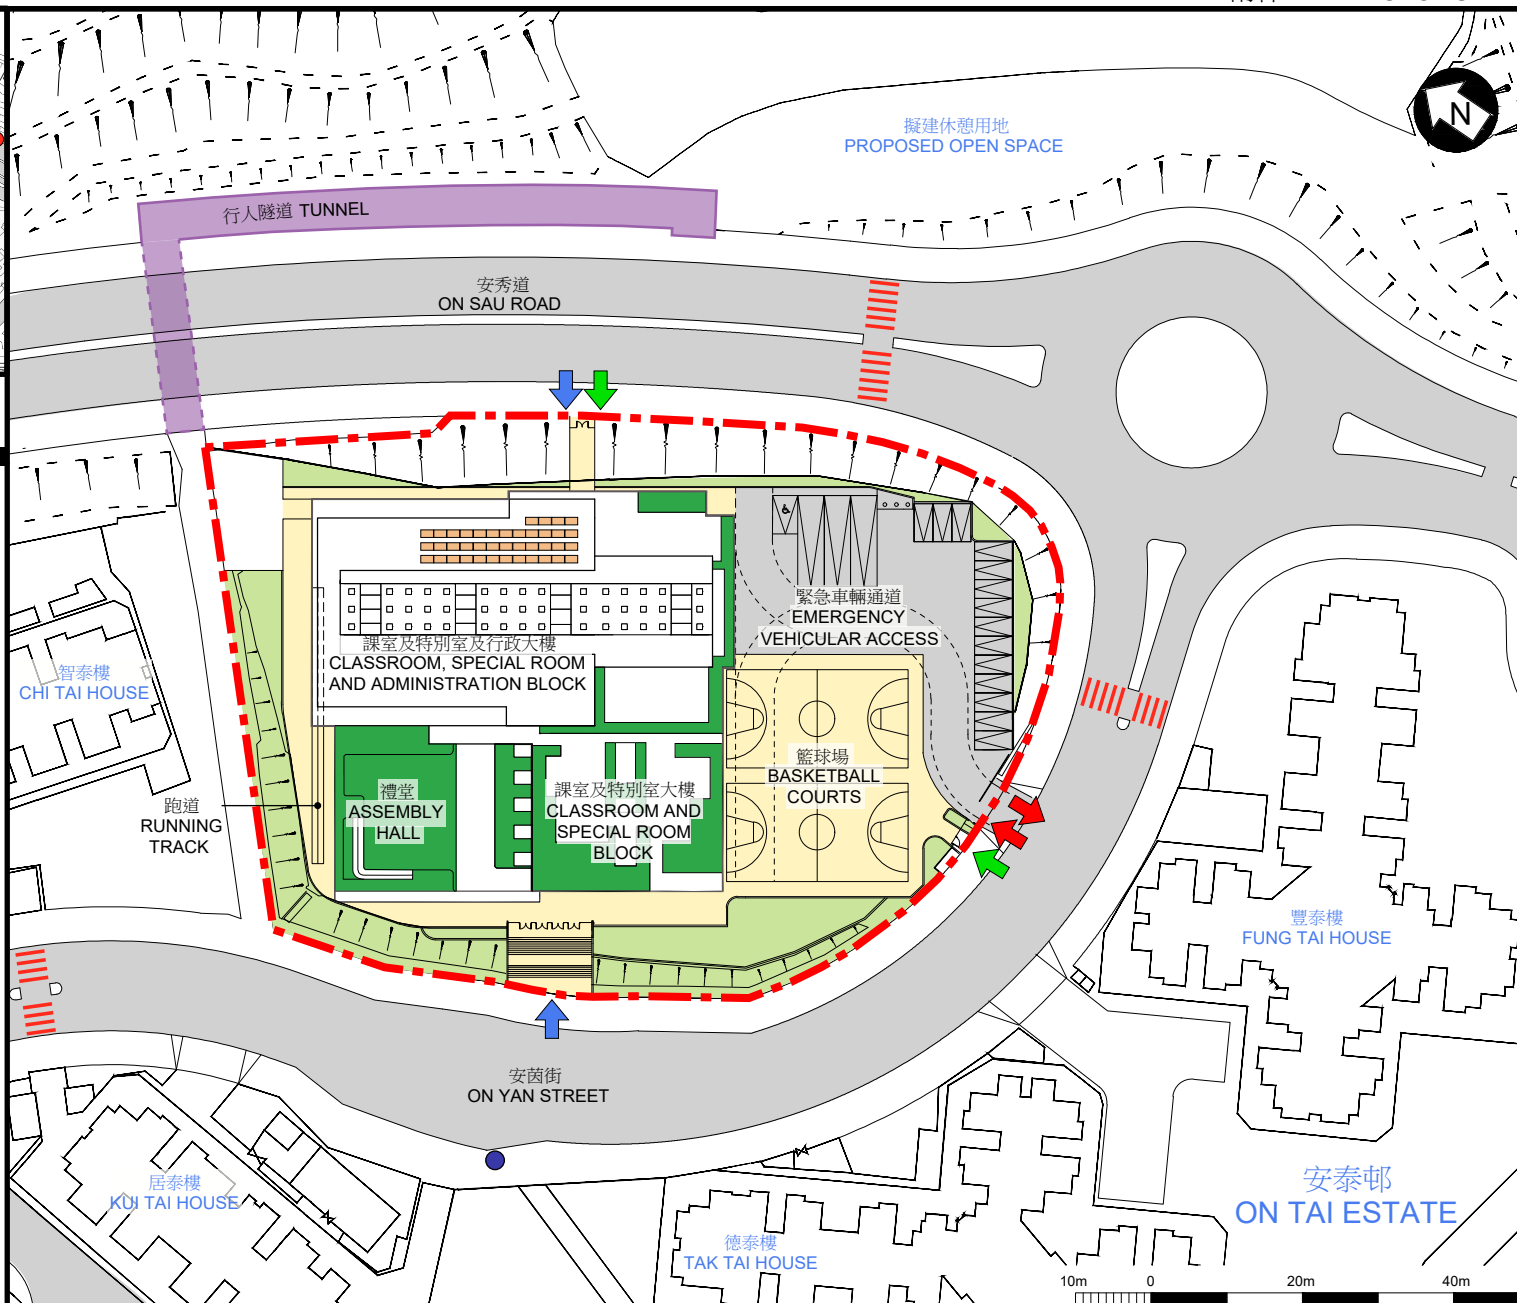 擬建休憩用地
PROPOSED OPEN SPACE
N
行人隧道 TUNNEL
安秀道
ON SAU ROAD
緊急車輛通道
EMERGENCY
VEHICULAR ACCESS
課室及特別室及行政大樓
CLASSROOM, SPECIAL ROOM
AND ADMINISTRATION BLOCK
智泰樓
CHI TAI HOUSE
籃球場
BASKETBALL
COURTS
禮堂
ASSEMBLY
HALL
課室及特別室大樓
CLASSROOM AND
SPECIAL ROOM
BLOCK
跑道
RUNNING
TRACK
豐泰樓
FUNG TAI HOUSE
安茵街
ON YAN STREET
居泰樓
KUI TAI HOUSE
安泰邨
ON TAI ESTATE
德泰樓
TAK TAI HOUSE
10m 0 20m 40m